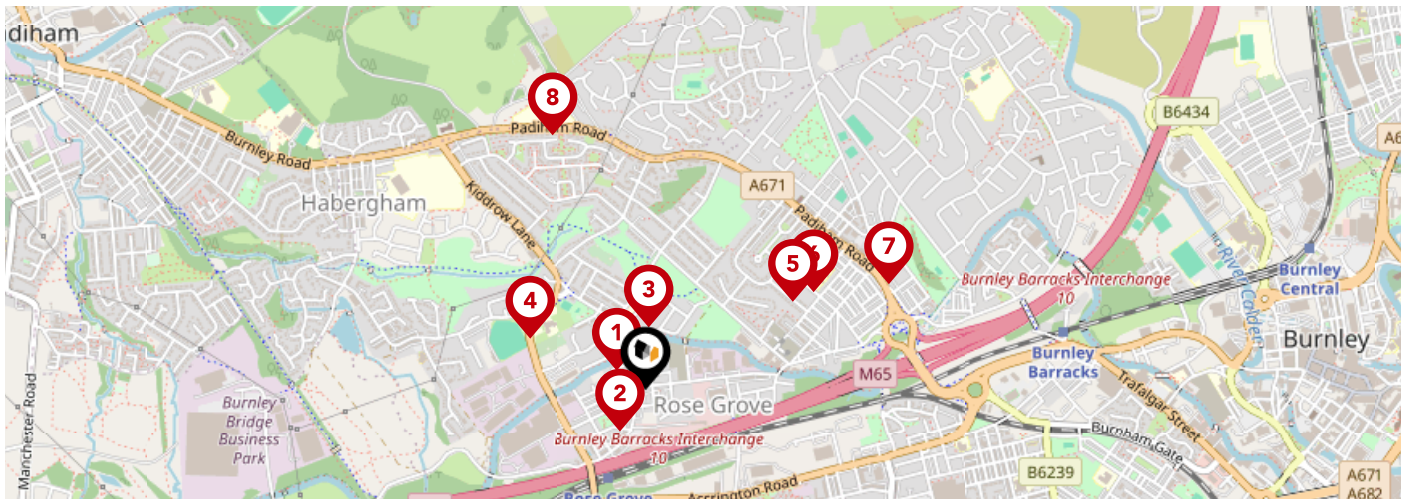 diham
8
Padiham Road
B6434
A6
Burnley Road
A671
Kiddrow Lane
Habergham
Padiham Road
5
6
7
River Calder
Burnley
Central
Burnley Barracks Interchange
10
4
3
1
Burnley
Burnley
Barracks
M65
2
Rose Grove
Trafalgar Street
Manchester Road
Burnley
Bridge
Business
Park
Burnley Barracks Interchange
10
Burnham Gate
B6239
A671
A682
Accrington Road
Rose Grove